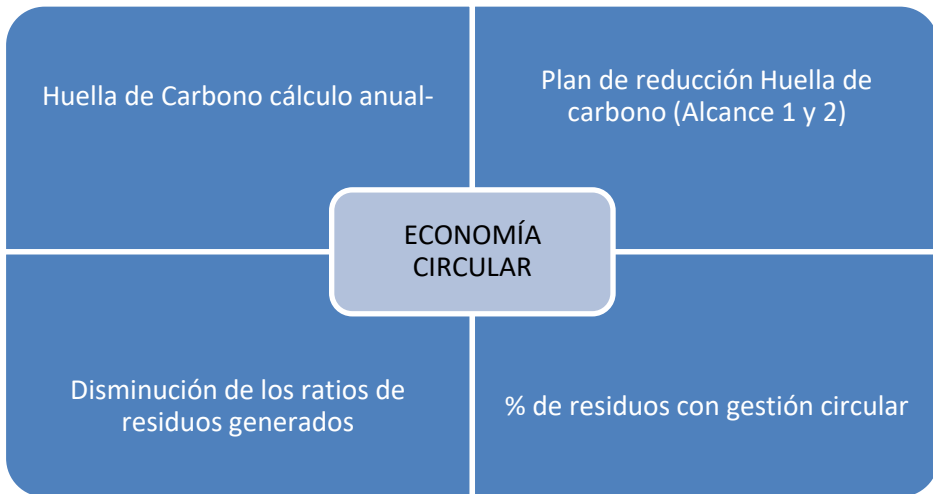 Huella de Carbono cálculo anual-
Plan de reducción Huella de
carbono (Alcance 1 y 2)
ECONOMÍA
CIRCULAR
Disminución de los ratios de
residuos generados
% de residuos con gestión circular